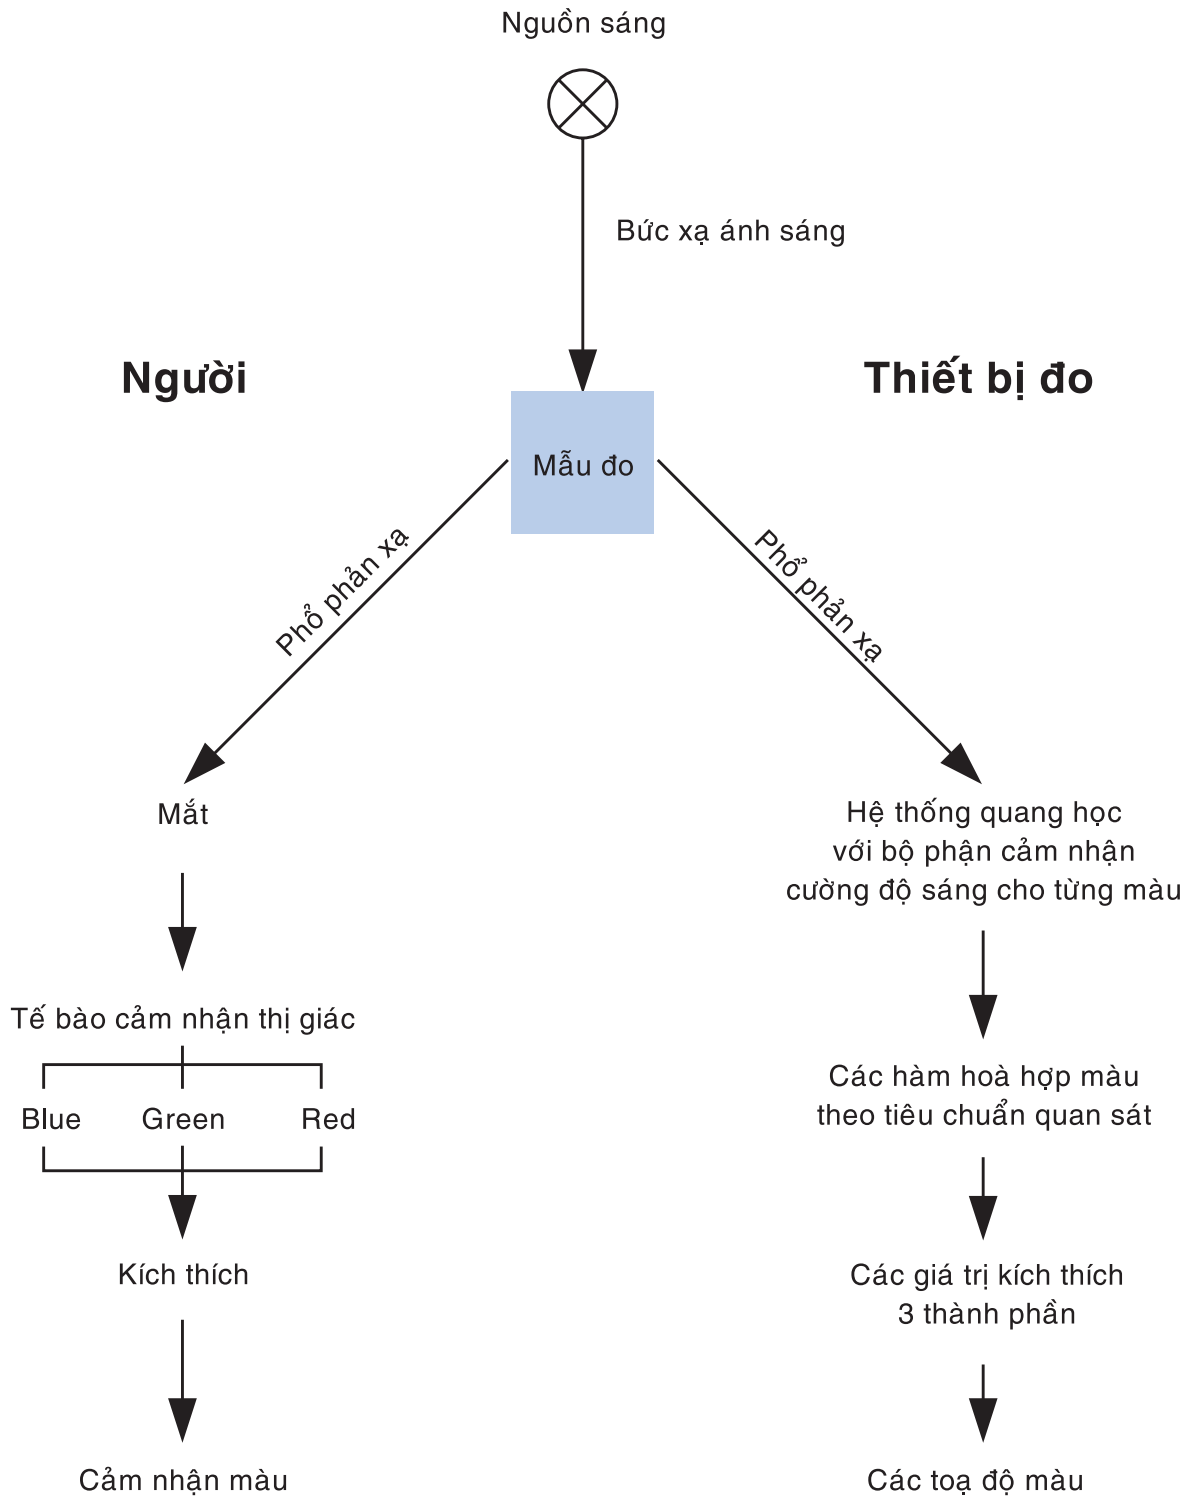 Nguồn sáng
Bức xạ ánh sáng
Người
Thiết bị đo
Mẫu đo
Phổ phản xạ
Phổ phản xạ
Mắt
Tế bào cảm nhận thị giác
Blue Green Red
Kích thích
Cảm nhận màu
Hệ thống quang học
với bộ phận cảm nhận
cường độ sáng cho từng màu
Các hàm hoà hợp màu
theo tiêu chuẩn quan sát
Các giá trị kích thích
3 thành phần
Các toạ độ màu